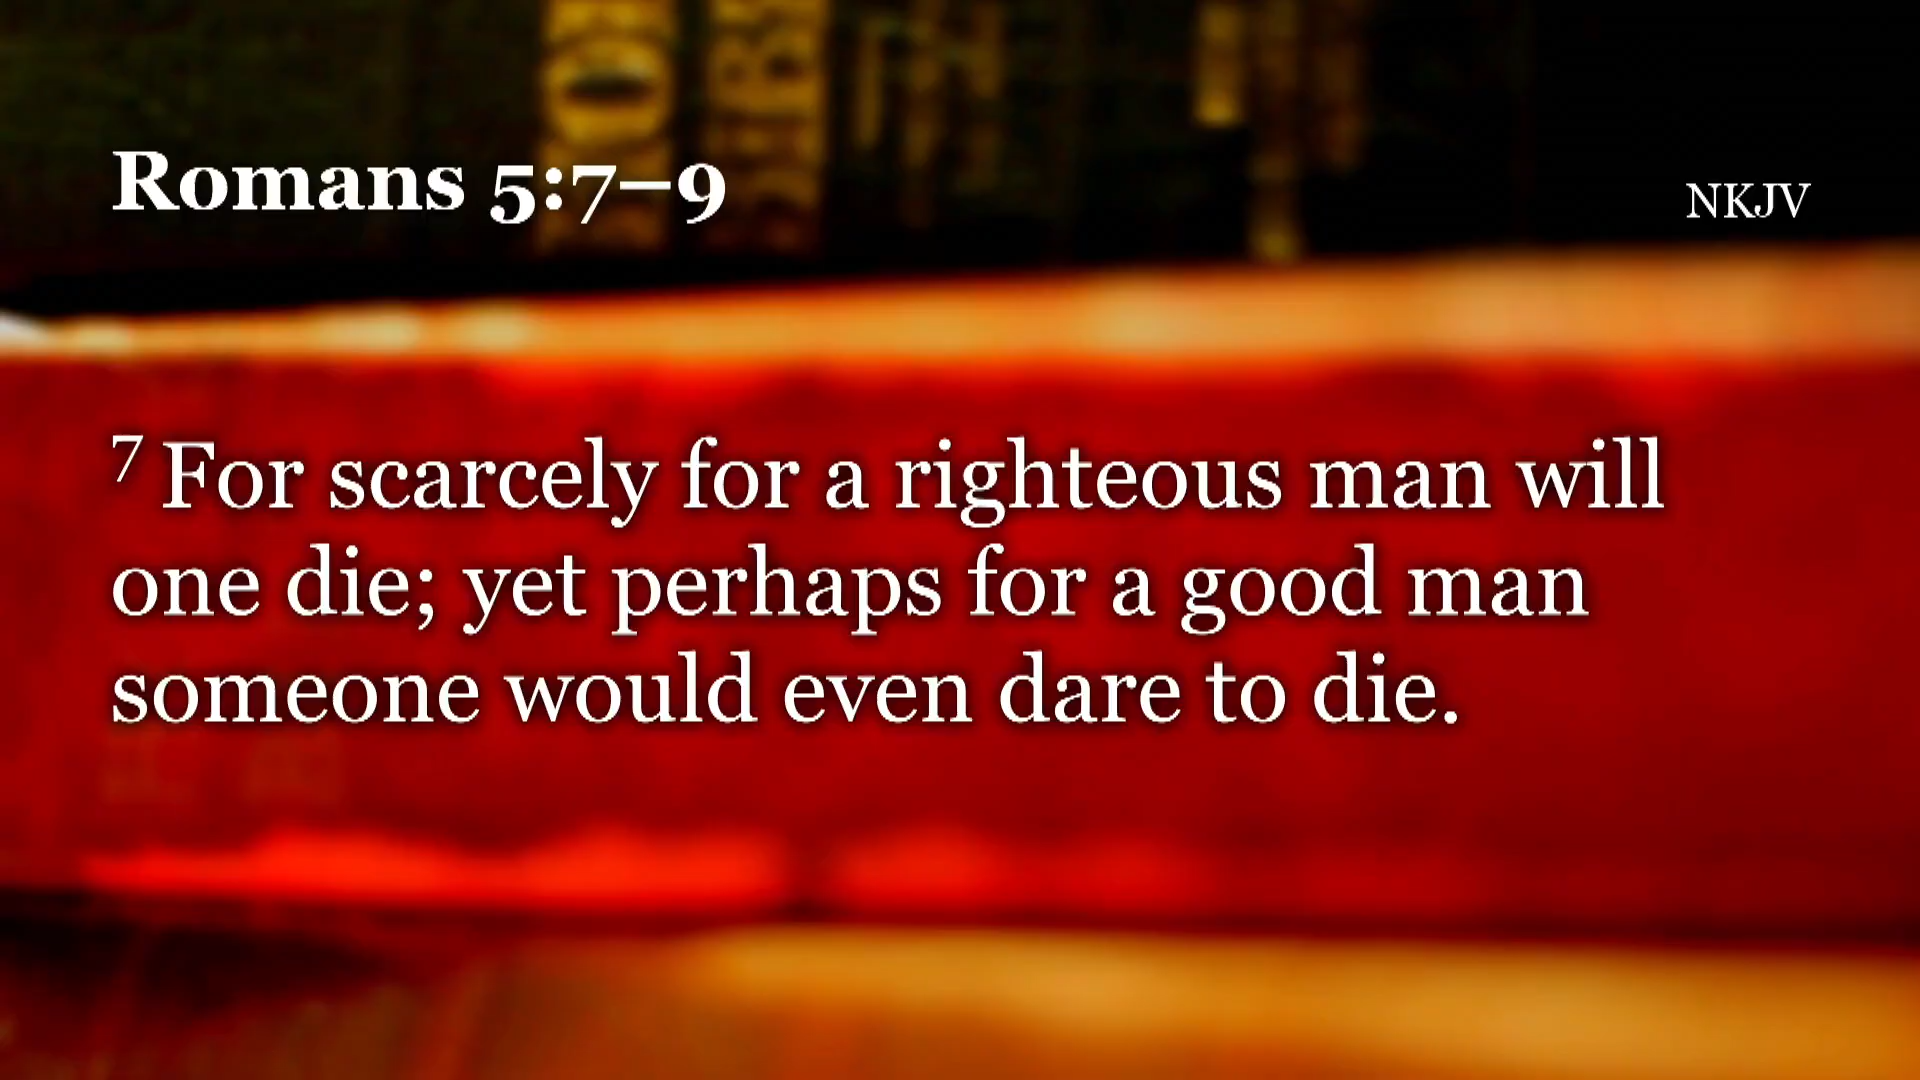 Romans 5:7–9
NKJV
7 For scarcely for a righteous man will
one die; yet perhaps for a good man
someone would even dare to die.